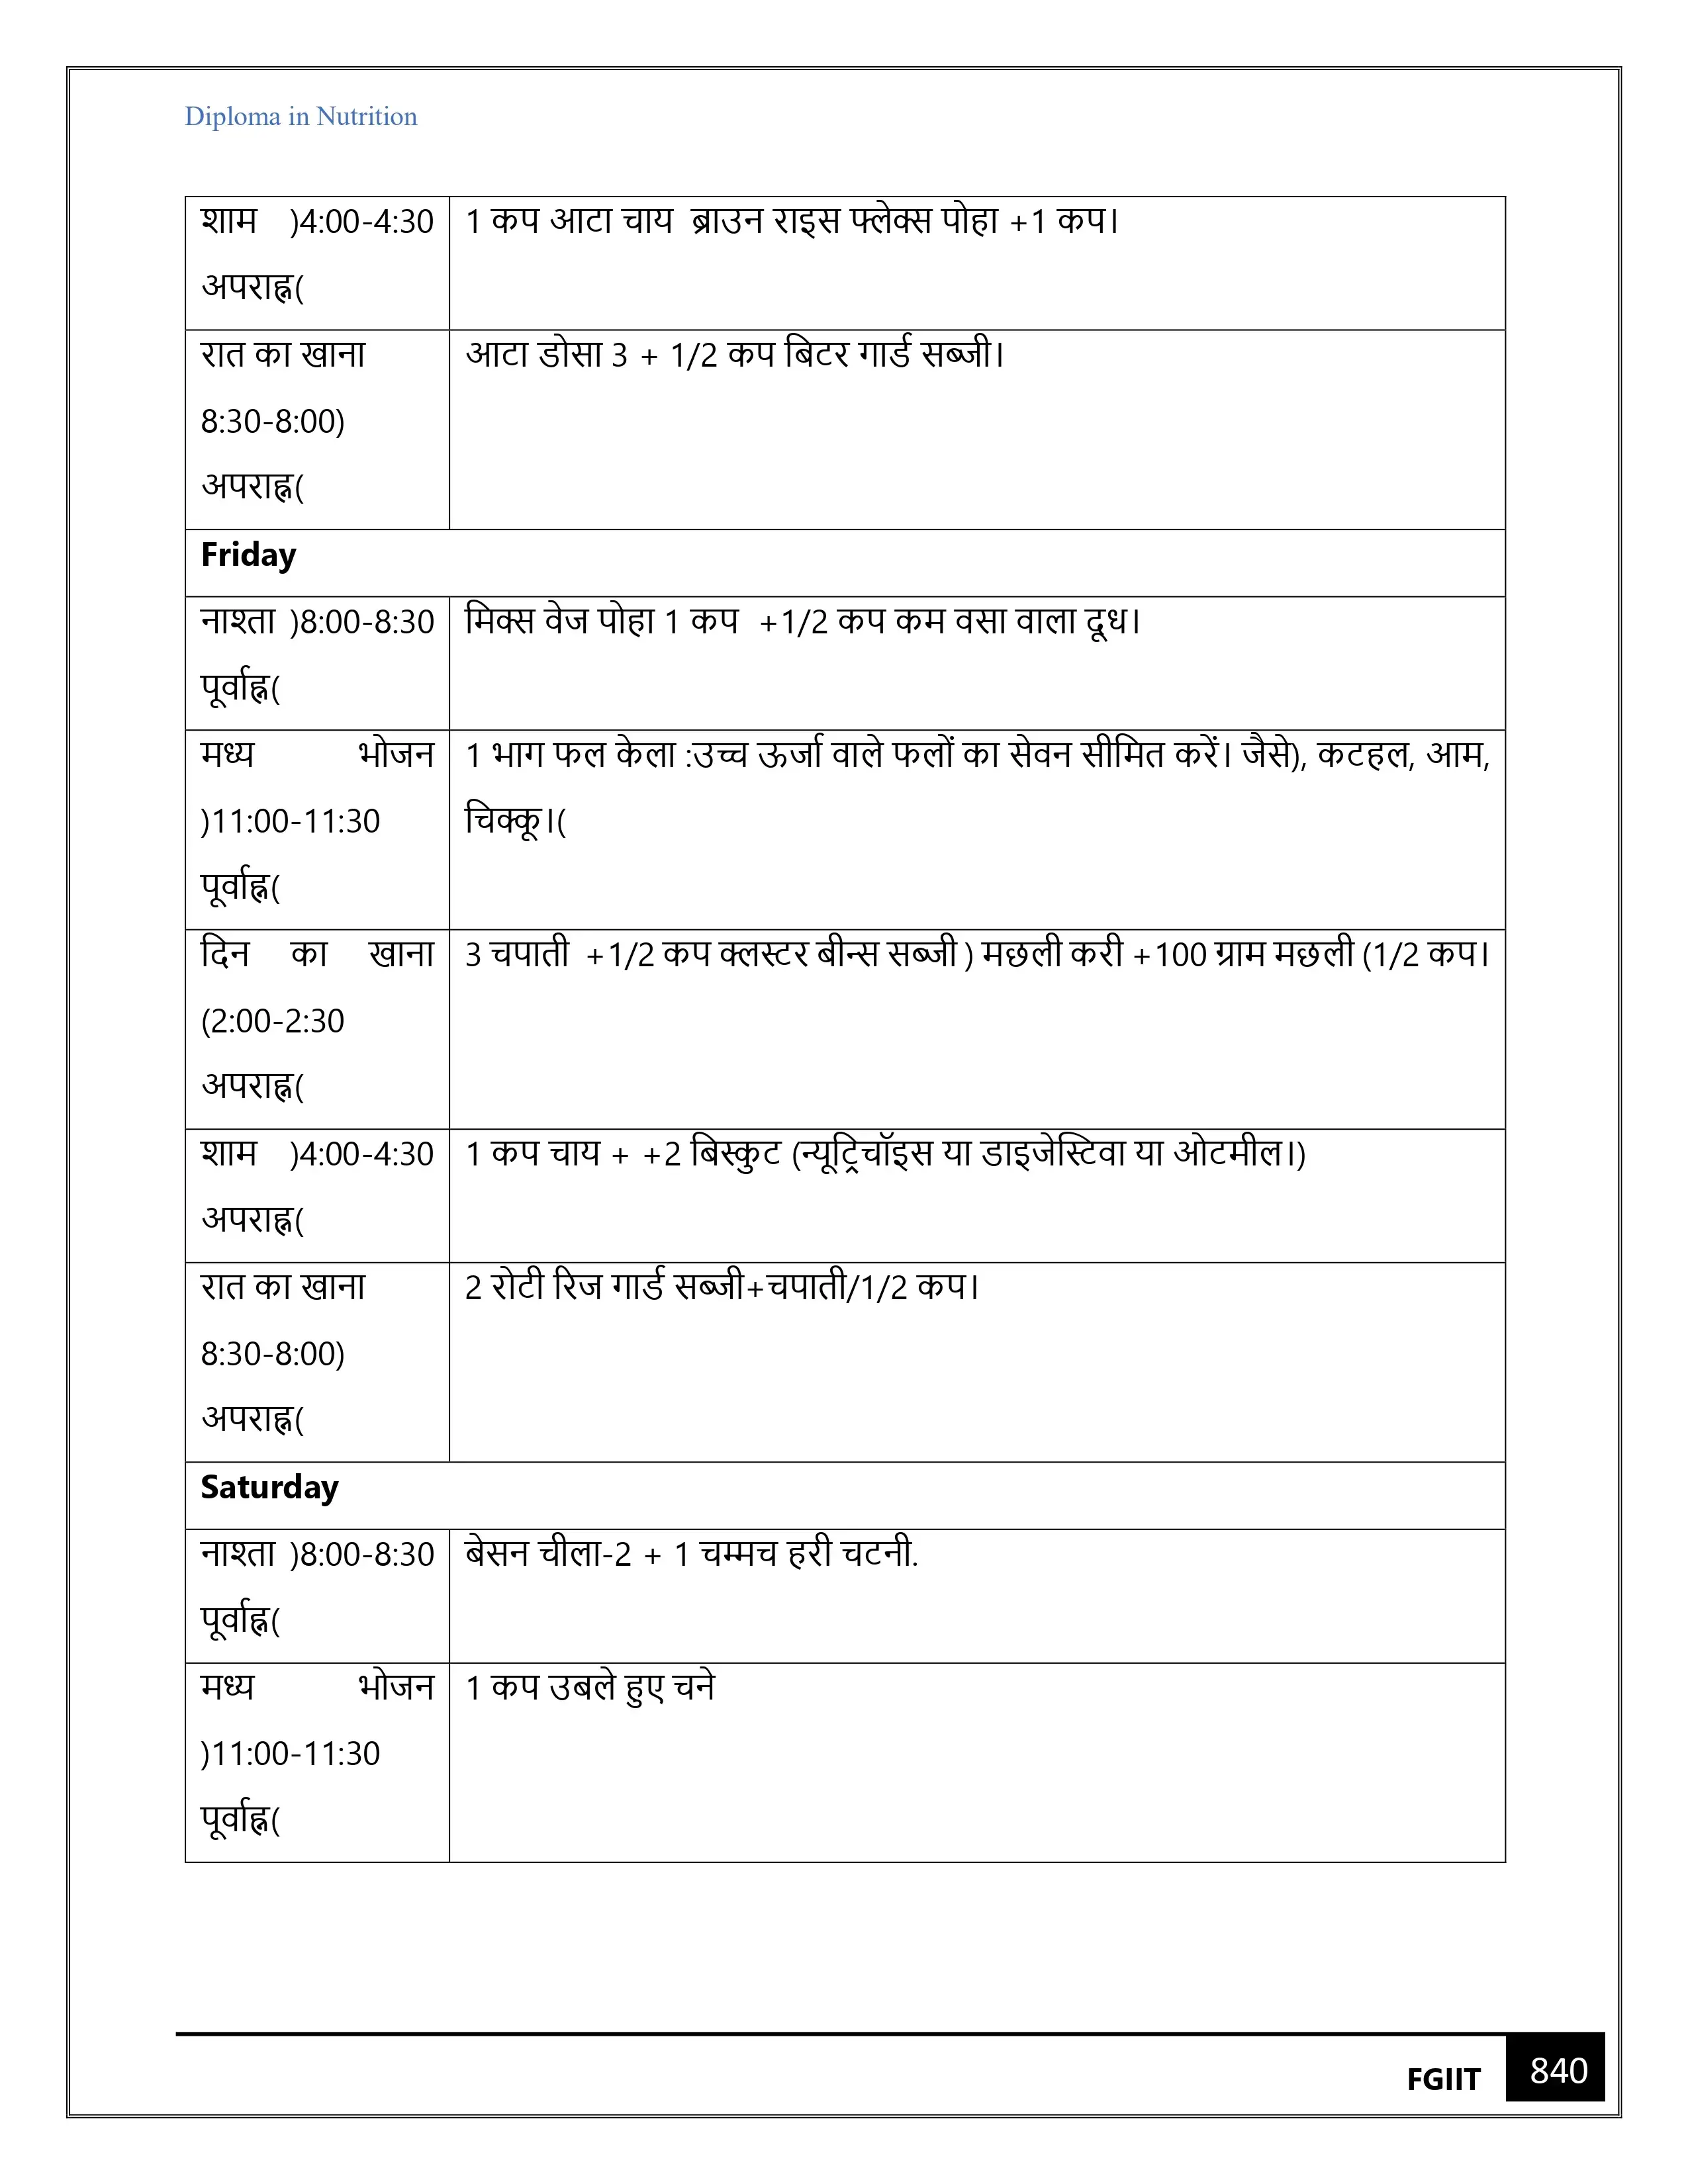 Diploma in Nutrition
शाम )4:00-4:30 1 कप आटा चाय ब्राउन राइस फ्लेक्स पोहा +1 कप।
अपराह्न(
रात का खाना आटा डोसा 3 + 1/2 कप बिटर गार्ड सब्जी।
8:30-8:00)
अपराह्न(
Friday
नाश्ता )8:00-8:30 मिक्स वेज पोहा 1 कप +1/2 कप कम वसा वाला दूध।
पूर्वाह्न(
मध्य भोजन 1 भाग फल केला :उच्च ऊर्जा वाले फलों का सेवन सीमित करें। जैसे), कटहल, आम,
)11:00-11:30 चिक्कू।(
पूर्वाह्न(
दिन का खाना 3 चपाती +1/2 कप क्लस्टर बीन्स सब्जी ) मछली करी +100 ग्राम मछली (1/2 कप।
(2:00-2:30
अपराह्न(
शाम )4:00-4:30 1 कप चाय + +2 बिस्कुट (न्यूट्रिचॉइस या डाइजेस्टिवा या ओटमील।)
अपराह्न(
रात का खाना 2 रोटी रिज गार्ड सब्जी+चपाती/1/2 कप।
8:30-8:00)
अपराह्न(
Saturday
नाश्ता )8:00-8:30 बेसन चीला-2 + 1 चम्मच हरी चटनी.
पूर्वाह्न(
मध्य भोजन 1 कप उबले हुए चने
)11:00-11:30
पूर्वाह्न(
FGIIT 840